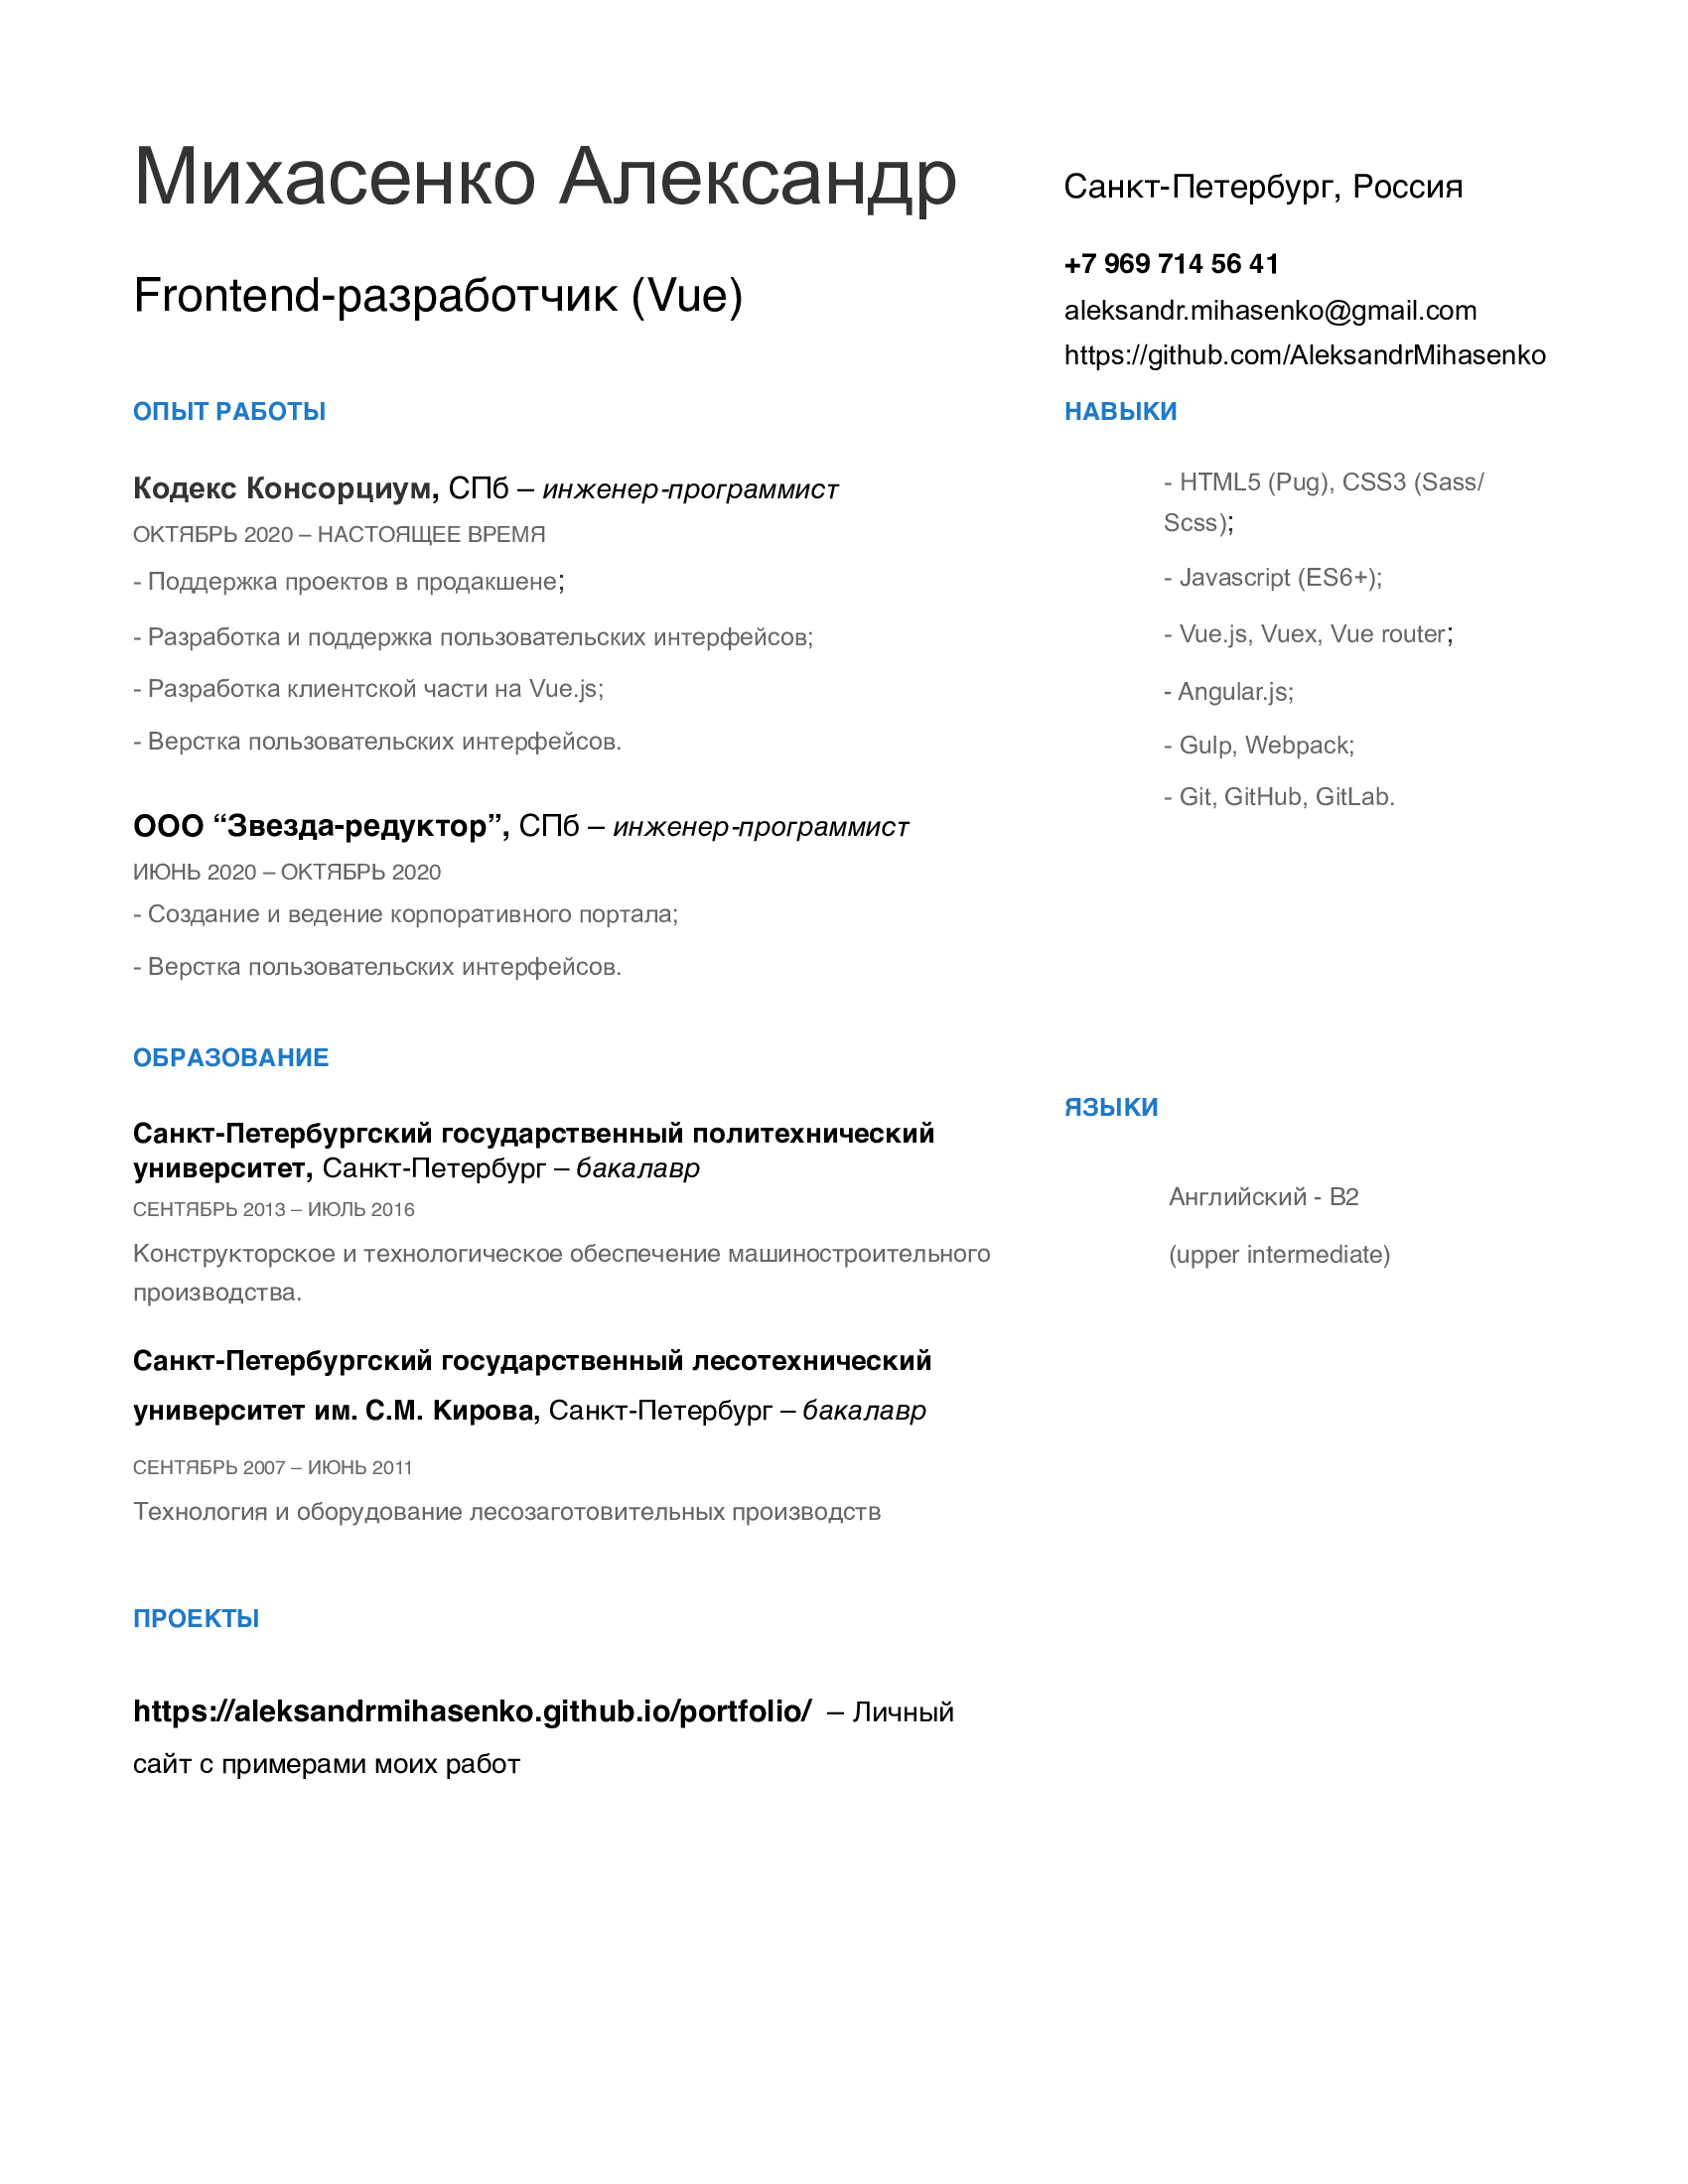 Михасенко Александр
Frontend-разработчик (Vue)
Санкт-Петербург, Россия
+7 969 714 56 41
aleksandr.mihasenko@gmail.com
https://github.com/AleksandrMihasenko
ОПЫТ РАБОТЫ
Кодекс Консорциум, СПб – инженер-программист
ОКТЯБРЬ 2020 – НАСТОЯЩЕЕ ВРЕМЯ
- Поддержка проектов в продакшене;
- Разработка и поддержка пользовательских интерфейсов;
- Разработка клиентской части на Vue.js;
- Верстка пользовательских интерфейсов.
ООО “Звезда-редуктор”, СПб – инженер-программист
ИЮНЬ 2020 – ОКТЯБРЬ 2020
- Создание и ведение корпоративного портала;
- Верстка пользовательских интерфейсов.
ОБРАЗОВАНИЕ
Санкт-Петербургский государственный политехнический
университет, Санкт-Петербург – бакалавр
СЕНТЯБРЬ 2013 – ИЮЛЬ 2016
Конструкторское и технологическое обеспечение машиностроительного
производства.
Санкт-Петербургский государственный лесотехнический
университет им. С.М. Кирова, Санкт-Петербург – бакалавр
СЕНТЯБРЬ 2007 – ИЮНЬ 2011
Технология и оборудование лесозаготовительных производств
ПРОЕКТЫ
https://aleksandrmihasenko.github.io/portfolio/ – Личный
сайт с примерами моих работ
НАВЫКИ
- HTML5 (Pug), CSS3 (Sass/
Scss);
- Javascript (ES6+);
- Vue.js, Vuex, Vue router;
- Angular.js;
- Gulp, Webpack;
- Git, GitHub, GitLab.
ЯЗЫКИ
Английский - B2
(upper intermediate)